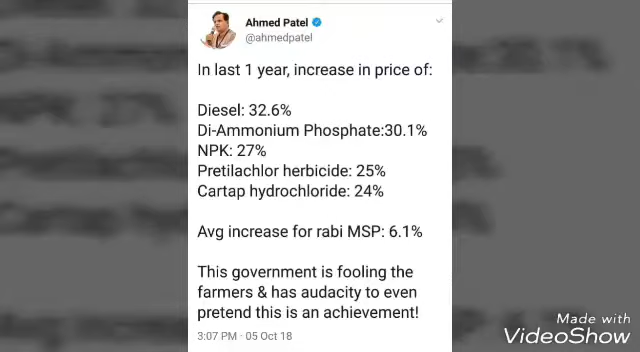 Ahmed Patel
@ahmedpatel
In last 1 year, increase in price of:
Diesel: 32.6%
Di-Ammonium Phosphate:30.1%
NPK: 27%
Pretilachlor herbicide: 25%
Cartap hydrochloride: 24%
Avg increase for rabi MSP: 6.1%
This government is fooling the
farmers & has audacity to even
pretend this is an achievement!
3:07 PM · 05 Oct 18
Made with
VideoShow